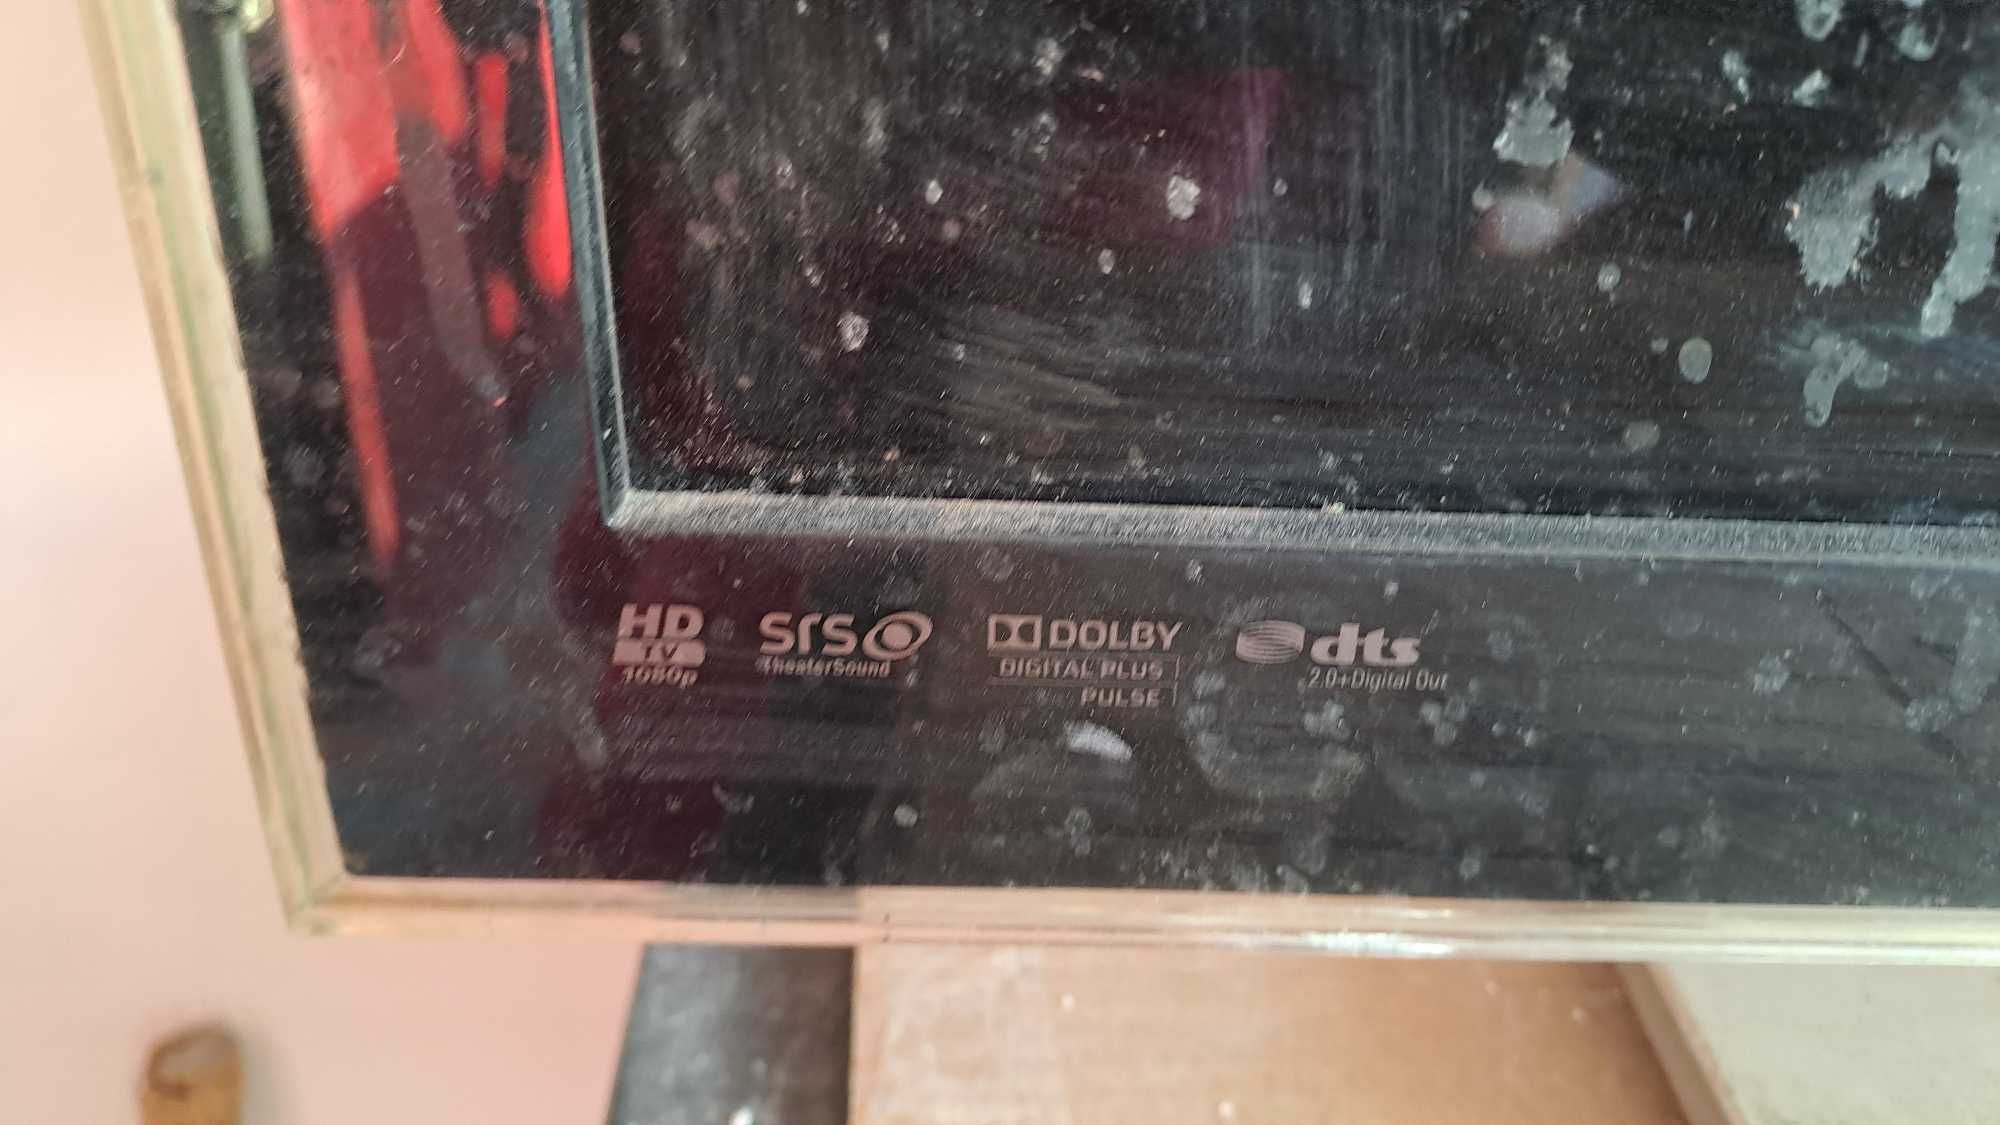 HD
TV
1080p
SrS
TheaterSound
DOLBY
DIGITAL PLUS
PULSE
dts
2.0+Digital Out